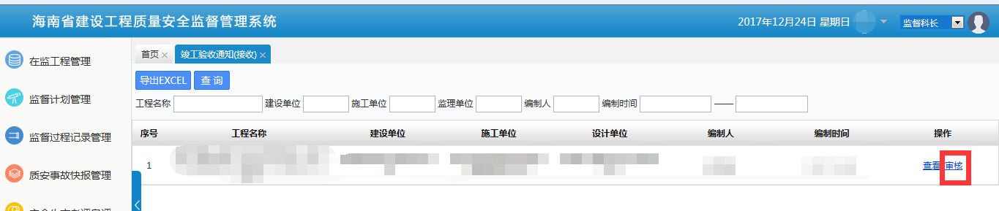 海南省建设工程质量安全监督管理系统
2017年12月24日 星期日
监督科长
在监工程管理
监督计划管理
监督过程记录管理
质安事故快报管理
首页
竣工验收通知(接收)
导出EXCEL 查 询
工程名称 建设单位 施工单位 监理单位 编制人 编制时间 ——
序号 工程名称 建设单位 施工单位 设计单位 编制人 编制时间 操作
1 查看 审核